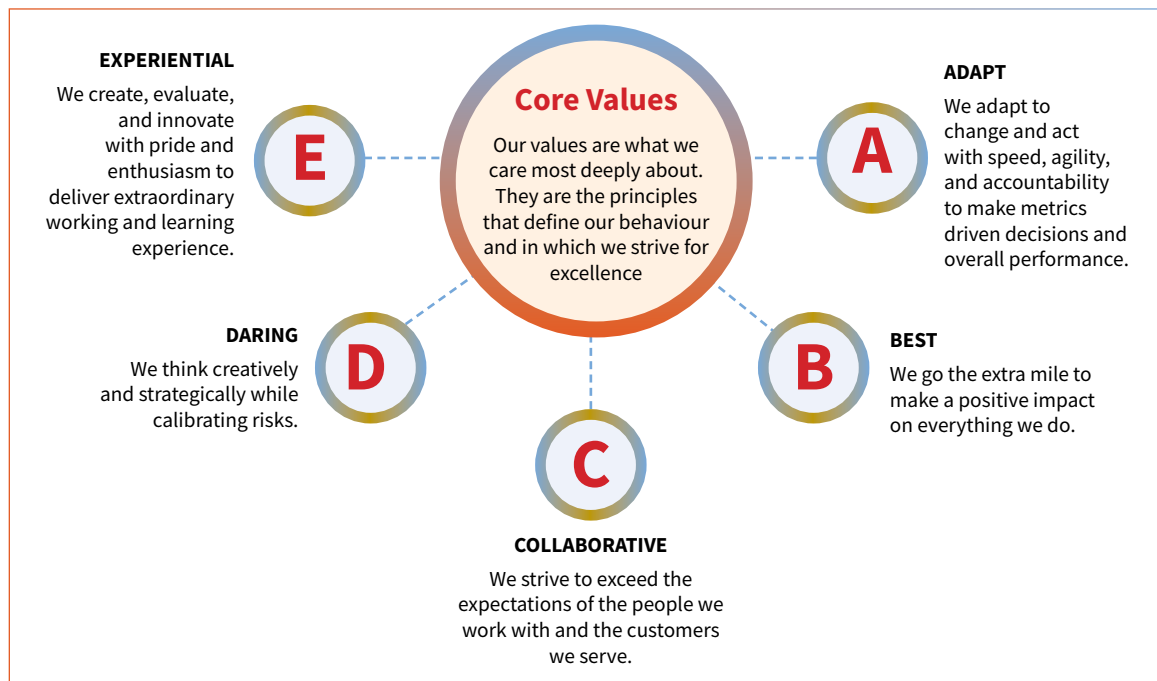 Core Values
Our values are what we
care most deeply about.
They are the principles
that define our behaviour
and in which we strive for
excellence
A
ADAPT
We adapt to
change and act
with speed, agility,
and accountability
to make metrics
driven decisions and
overall performance.
B
BEST
We go the extra mile to
make a positive impact
on everything we do.
C
COLLABORATIVE
We strive to exceed the
expectations of the people we
work with and the customers
we serve.
D
DARING
We think creatively
and strategically while
calibrating risks.
E
EXPERIENTIAL
We create, evaluate,
and innovate
with pride and
enthusiasm to
deliver extraordinary
working and learning
experience.